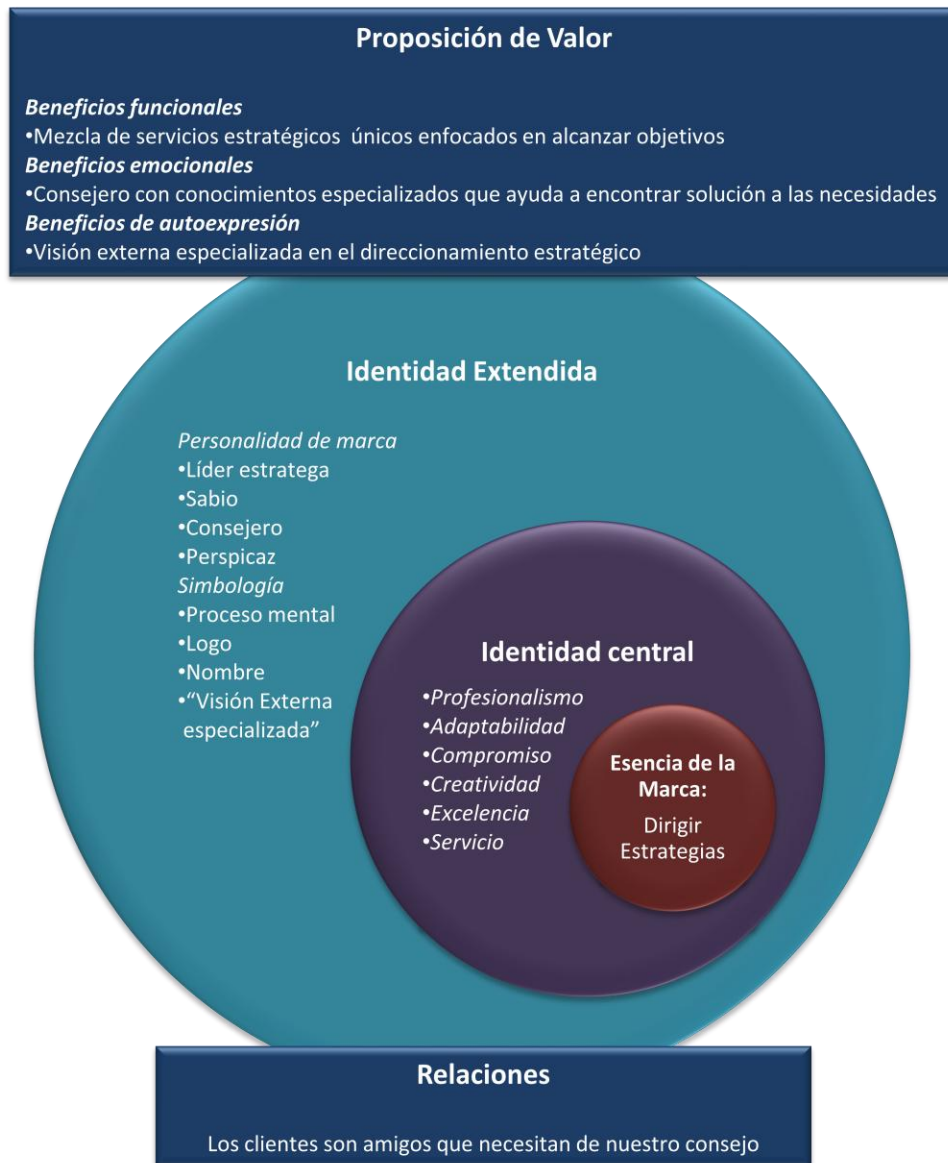 Proposición de Valor
Beneficios funcionales
•Mezcla de servicios estratégicos únicos enfocados en alcanzar objetivos
Beneficios emocionales
•Consejero con conocimientos especializados que ayuda a encontrar solución a las necesidades
Beneficios de autoexpresión
•Visión externa especializada en el direccionamiento estratégico
Identidad Extendida
Personalidad de marca
•Líder estratega
•Sabio
•Consejero
•Perspicaz
Simbología
•Proceso mental
•Logo
•Nombre
•“Visión Externa
especializada”
Identidad central
•Profesionalismo
•Adaptabilidad
•Compromiso
•Creatividad
•Excelencia
•Servicio
Esencia de la
Marca:
Dirigir
Estrategias
Relaciones
Los clientes son amigos que necesitan de nuestro consejo